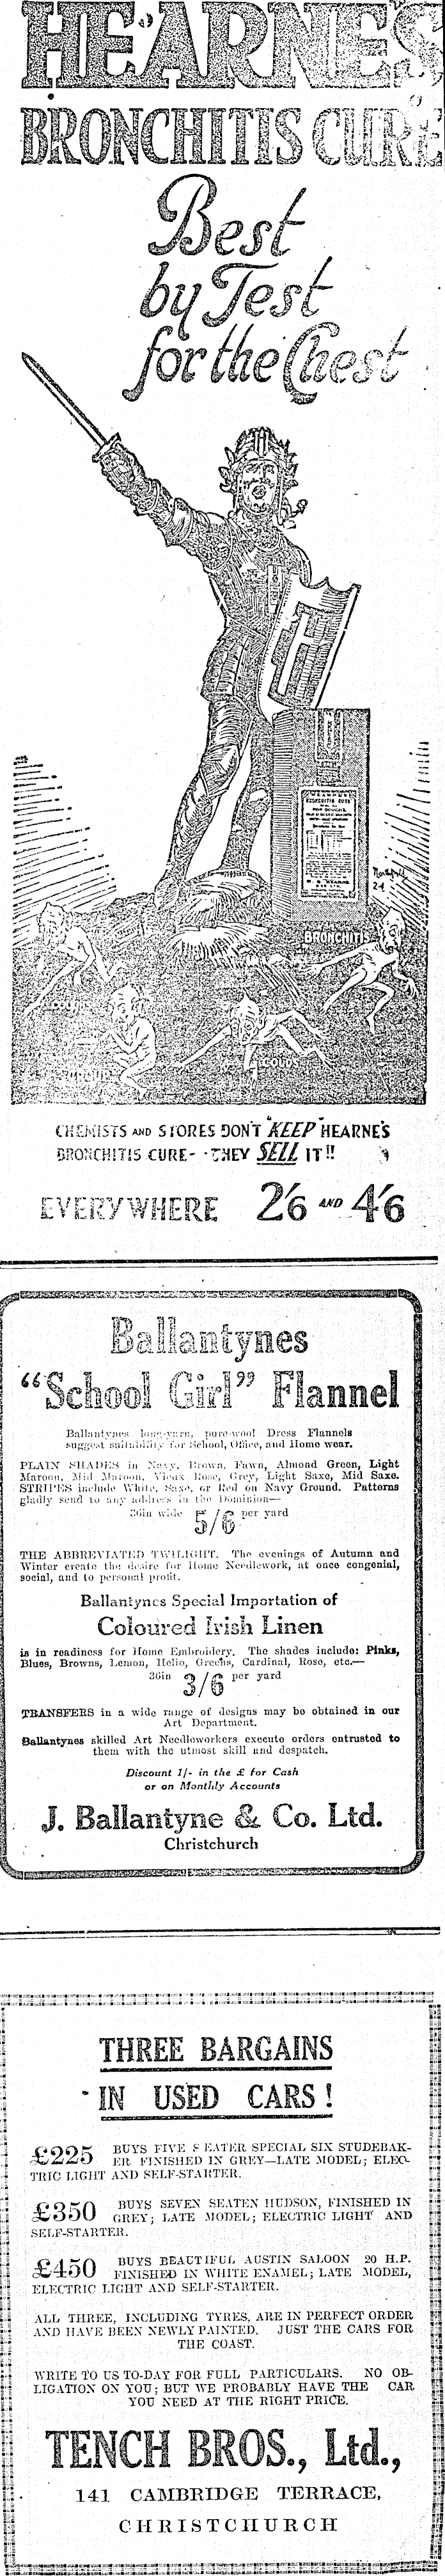 HEARNE'S
BRONCHITIS CURE
Best
by Test
for the Chest
BRONCHITIS CURE
BRONCHITIS
COUGH
CROUP
COLD
CHEMISTS AND STORES DON'T "KEEP" HEARNE'S
BRONCHITIS CURE - - THEY SELL IT!!
EVERYWHERE 2/6 AND 4/6
Ballantynes
"School Girl" Flannel
Ballantynes long-yarn, pure-wool Dress Flannels
suggest suitability for School, Office, and Home wear.
PLAIN SHADES in Navy, Brown, Fawn, Almond Green, Light
Maroon, Mid Maroon, Vieux Rose, Grey, Light Saxe, Mid Saxe.
STRIPES include White, Saxe, or Red on Navy Ground. Patterns
gladly send to any address in the Dominion—
36in wide 5/6 per yard
THE ABBREVIATED TWILIGHT. The evenings of Autumn and
Winter create the desire for Home Needlework, at once congenial,
social, and to personal profit.
Ballantynes Special Importation of
Coloured Irish Linen
is in readiness for Home Embroidery. The shades include: Pinks,
Blues, Browns, Lemon, Helio, Greens, Cardinal, Rose, etc.—
36in 3/6 per yard
TRANSFERS in a wide range of designs may be obtained in our
Art Department.
Ballantynes skilled Art Needleworkers execute orders entrusted to
them with the utmost skill and despatch.
Discount 1/- in the £ for Cash
or on Monthly Accounts
J. Ballantyne & Co. Ltd.
Christchurch
THREE BARGAINS
IN USED CARS!
£225 BUYS FIVE SEATER SPECIAL SIX STUDEBAK-
ER FINISHED IN GREY—LATE MODEL; ELEC-
TRIC LIGHT AND SELF-STARTER.
£350 BUYS SEVEN SEATEN HUDSON, FINISHED IN
GREY; LATE MODEL; ELECTRIC LIGHT AND
SELF-STARTER.
£450 BUYS BEAUTIFUL AUSTIN SALOON 20 H.P.
FINISHED IN WHITE ENAMEL; LATE MODEL,
ELECTRIC LIGHT AND SELF-STARTER.
ALL THREE, INCLUDING TYRES, ARE IN PERFECT ORDER
AND HAVE BEEN NEWLY PAINTED. JUST THE CARS FOR
THE COAST.
WRITE TO US TO-DAY FOR FULL PARTICULARS. NO OB-
LIGATION ON YOU; BUT WE PROBABLY HAVE THE CAR
YOU NEED AT THE RIGHT PRICE.
TENCH BROS., Ltd.,
141 CAMBRIDGE TERRACE,
CHRISTCHURCH